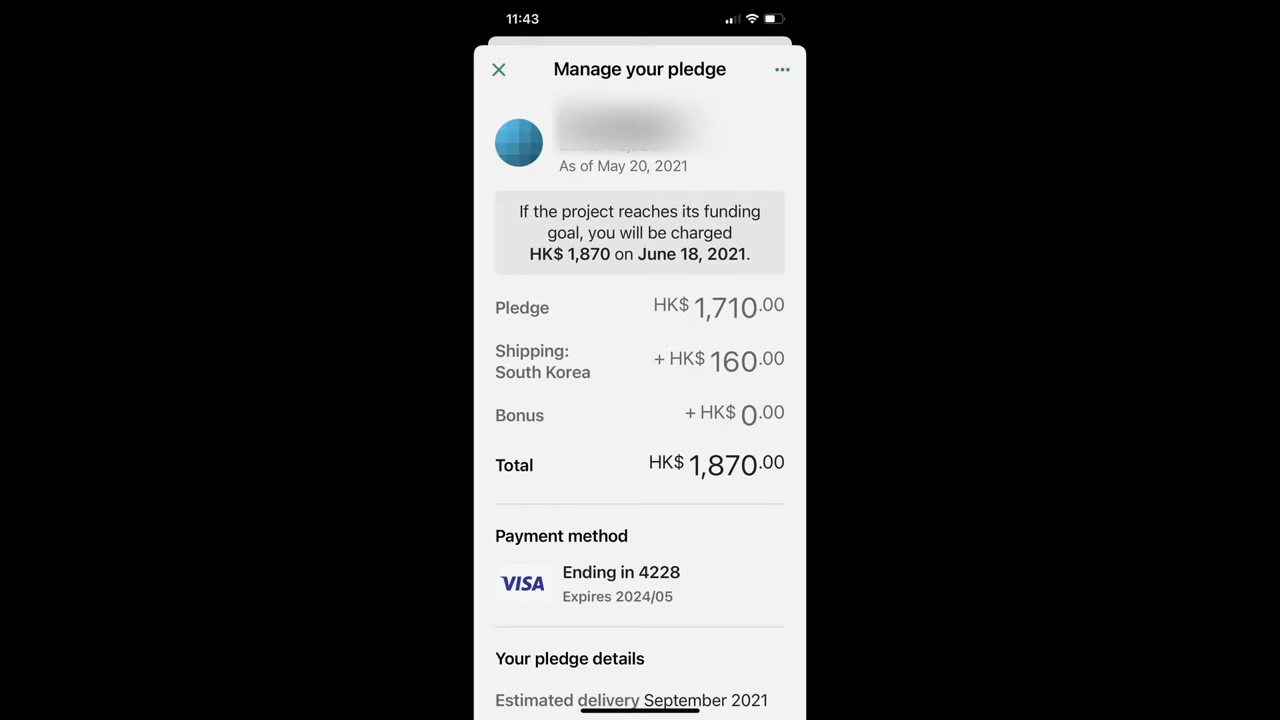 11:43
Manage your pledge
As of May 20, 2021
If the project reaches its funding
goal, you will be charged
HK$ 1,870 on June 18, 2021.
Pledge HK$ 1,710.00
Shipping:
South Korea + HK$ 160.00
Bonus + HK$ 0.00
Total HK$ 1,870.00
Payment method
VISA Ending in 4228
Expires 2024/05
Your pledge details
Estimated delivery September 2021